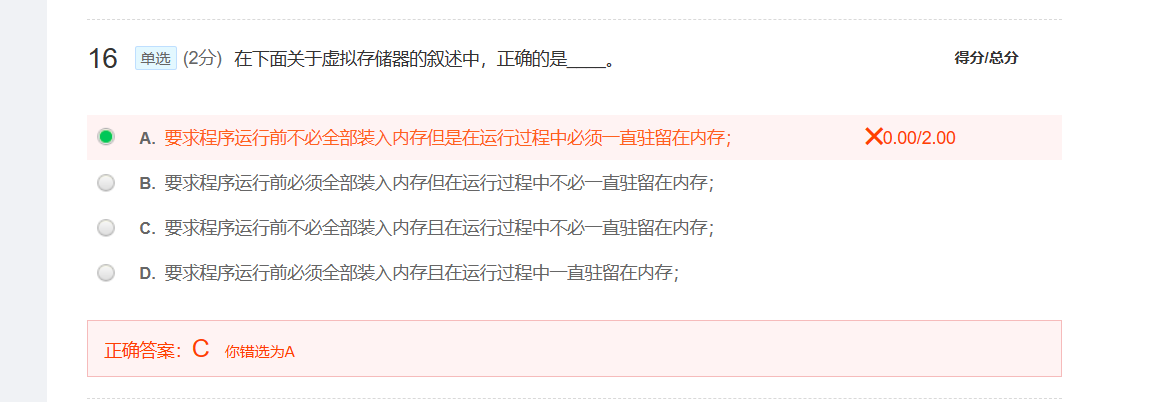 16 单选 (2分) 在下面关于虚拟存储器的叙述中，正确的是_____。 得分/总分
A. 要求程序运行前不必全部装入内存但是在运行过程中必须一直驻留在内存； ✕0.00/2.00
B. 要求程序运行前必须全部装入内存但在运行过程中不必一直驻留在内存；
C. 要求程序运行前不必全部装入内存且在运行过程中不必一直驻留在内存；
D. 要求程序运行前必须全部装入内存且在运行过程中一直驻留在内存；
正确答案：C 你错选为A